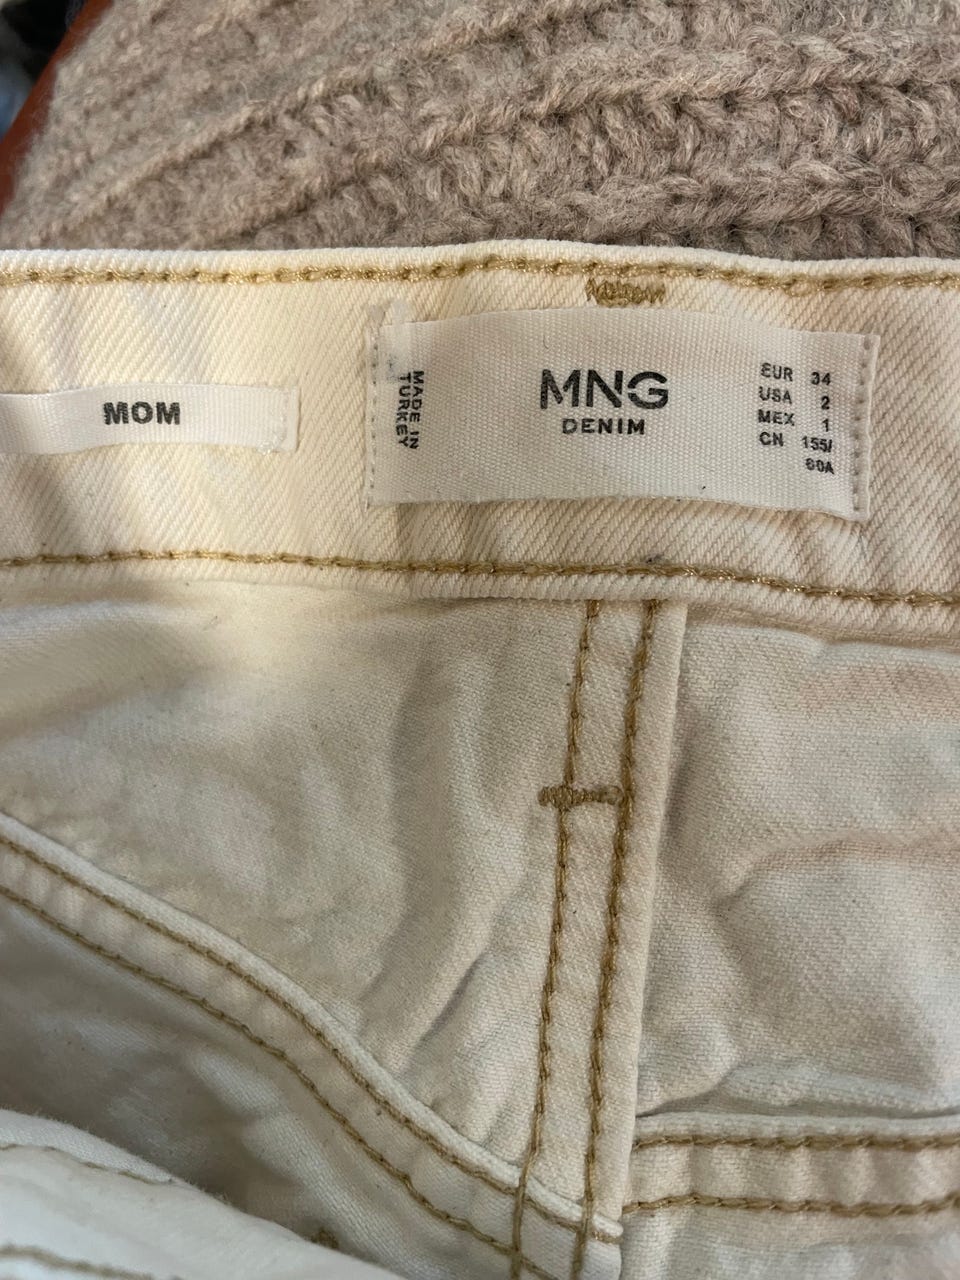 MOM
MADE IN
TURKEY
MNG
DENIM
EUR 34
USA 2
MEX 1
CN 155/
60A